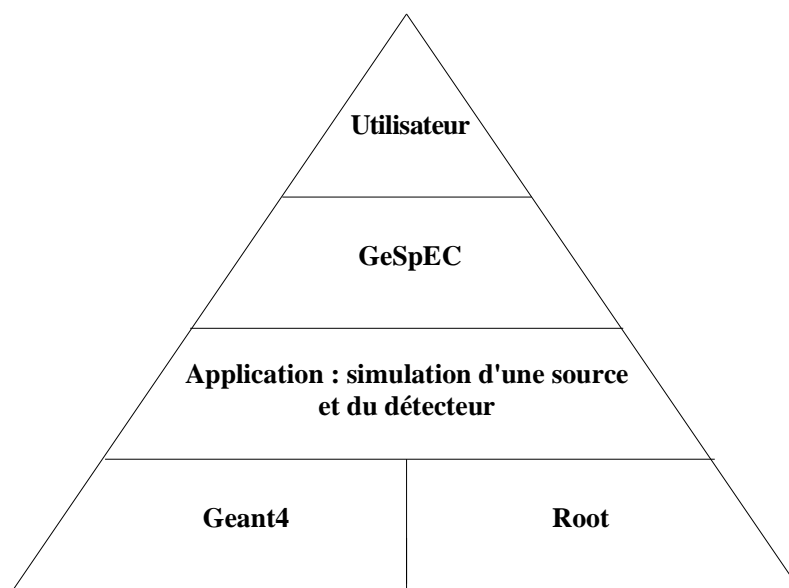 Utilisateur
GeSpEC
Application : simulation d'une source
et du détecteur
Geant4
Root